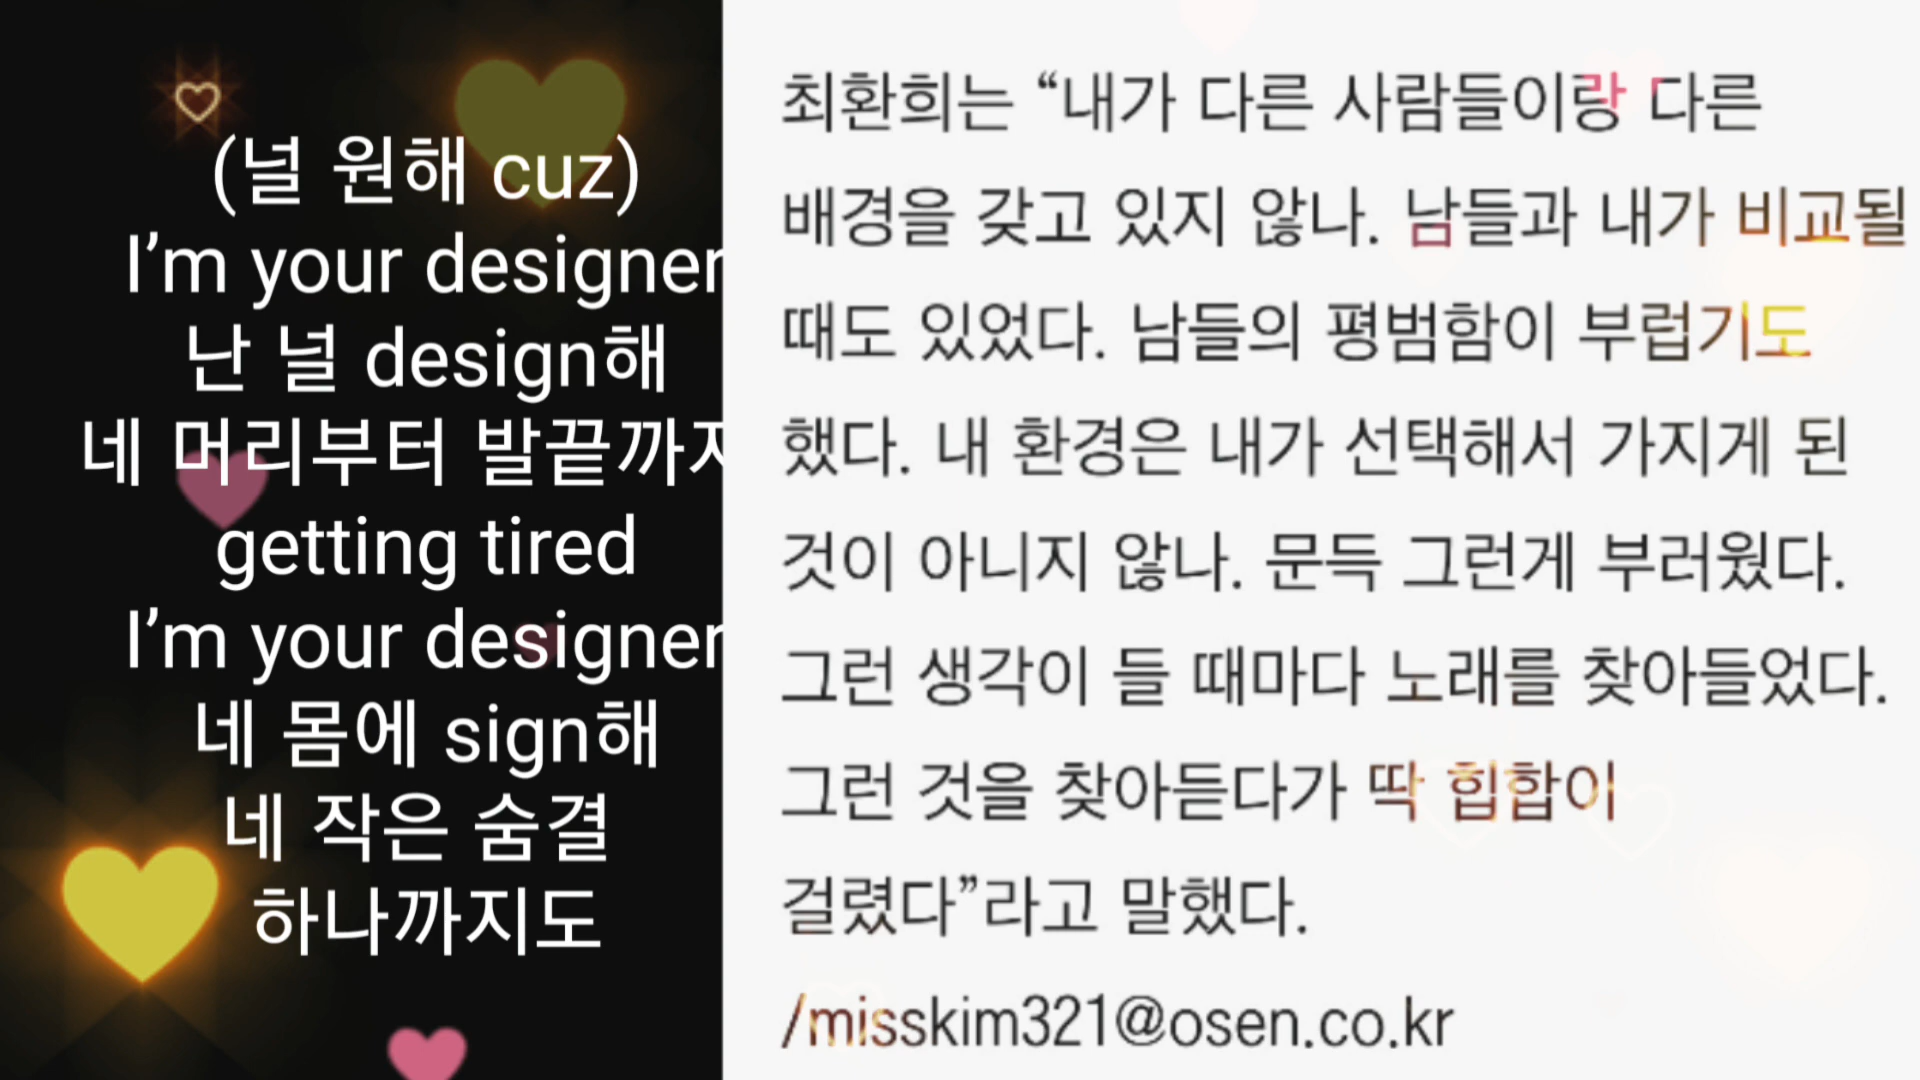 (널 원해 cuz)
I’m your designer
난 널 design해
네 머리부터 발끝까지
getting tired
I’m your designer
네 몸에 sign해
네 작은 숨결
하나까지도
최환희는 “내가 다른 사람들이랑 다른
배경을 갖고 있지 않나. 남들과 내가 비교될
때도 있었다. 남들의 평범함이 부럽기도
했다. 내 환경은 내가 선택해서 가지게 된
것이 아니지 않나. 문득 그런게 부러웠다.
그런 생각이 들 때마다 노래를 찾아들었다.
그런 것을 찾아듣다가 딱 힙합이
걸렸다”라고 말했다.
/misskim321@osen.co.kr